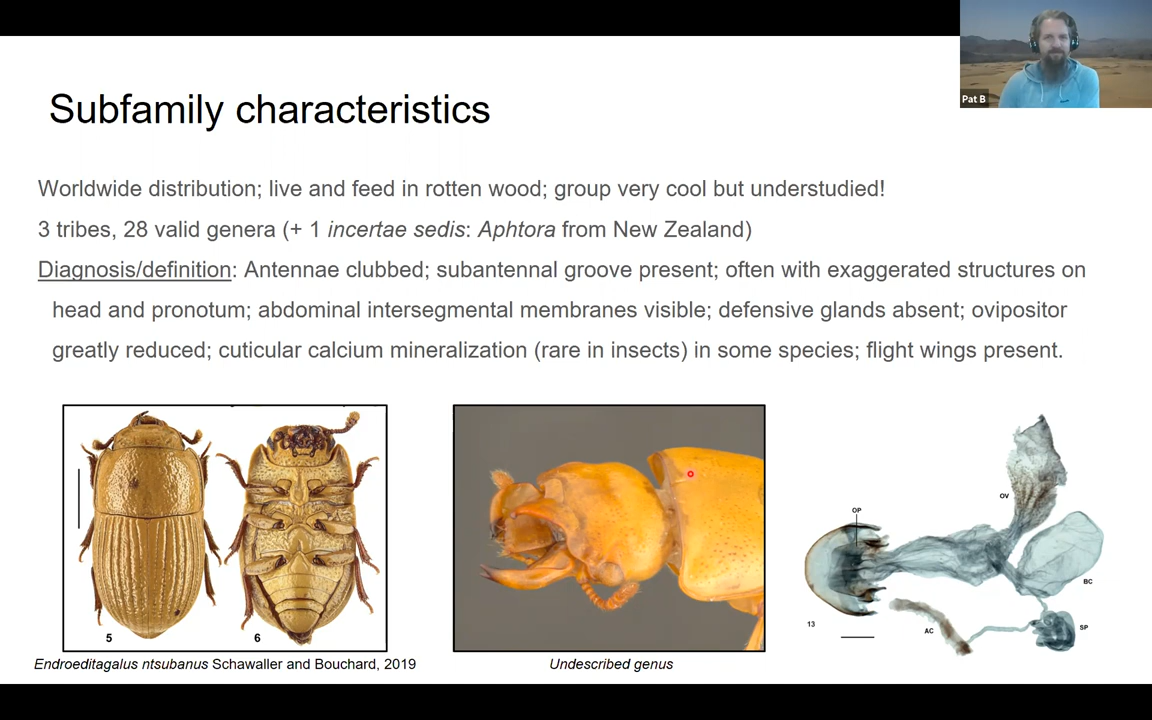 Pat B
Subfamily characteristics
Worldwide distribution; live and feed in rotten wood; group very cool but understudied!
3 tribes, 28 valid genera (+ 1 incertae sedis: Aphtora from New Zealand)
Diagnosis/definition: Antennae clubbed; subantennal groove present; often with exaggerated structures on
head and pronotum; abdominal intersegmental membranes visible; defensive glands absent; ovipositor
greatly reduced; cuticular calcium mineralization (rare in insects) in some species; flight wings present.
5
6
OV
OP
BC
13
AC
SP
Endroeditagalus ntsubanus Schawaller and Bouchard, 2019
Undescribed genus